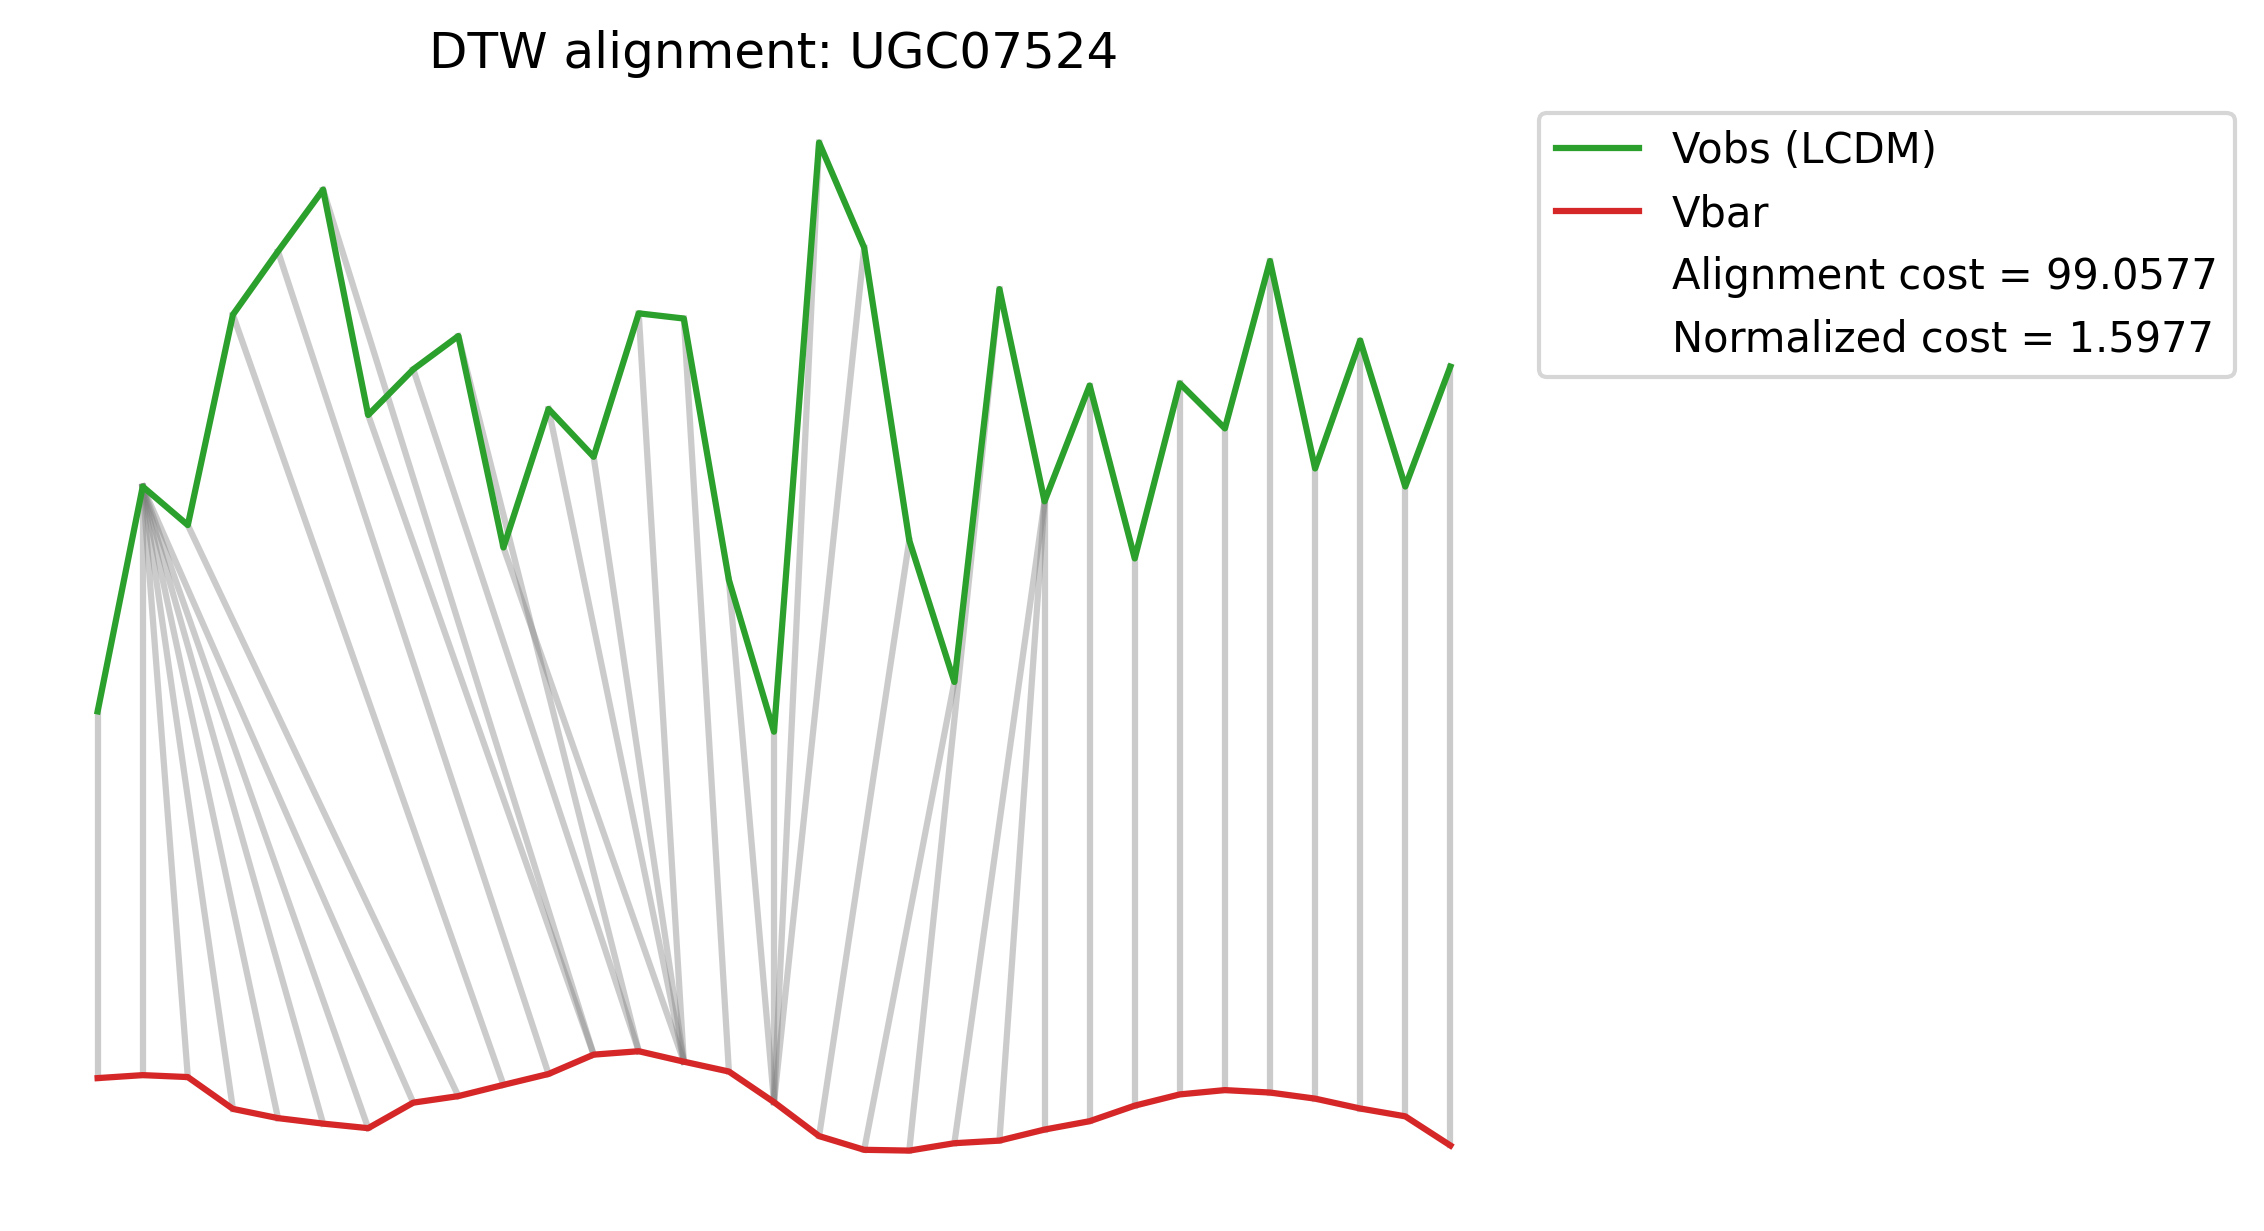 DTW alignment: UGC07524
Vobs (LCDM)
Vbar
Alignment cost = 99.0577
Normalized cost = 1.5977